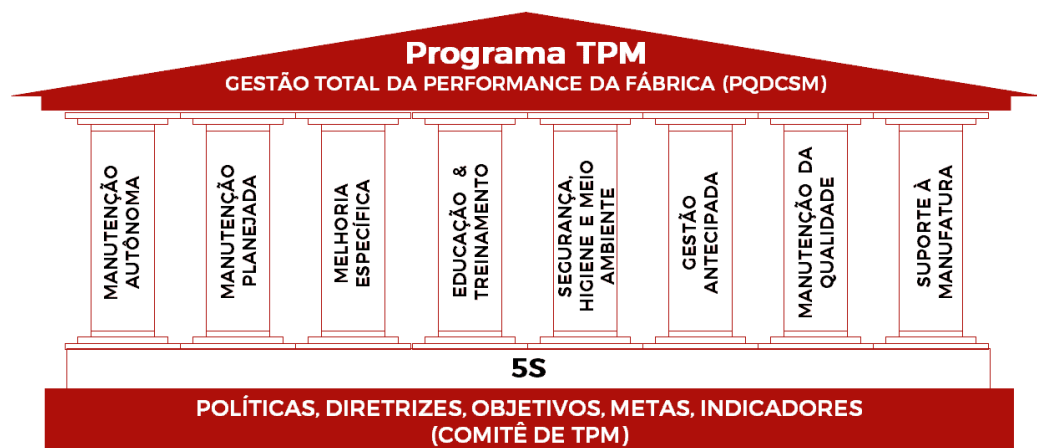 Programa TPM
GESTÃO TOTAL DA PERFORMANCE DA FÁBRICA (PQDCSM)
MANUTENÇÃO
AUTÔNOMA
MANUTENÇÃO
PLANEJADA
MELHORIA
ESPECÍFICA
EDUCAÇÃO &
TREINAMENTO
SEGURANÇA,
HIGIENE E MEIO
AMBIENTE
GESTÃO
ANTECIPADA
MANUTENÇÃO DA
QUALIDADE
SUPORTE À
MANUFATURA
5S
POLÍTICAS, DIRETRIZES, OBJETIVOS, METAS, INDICADORES
(COMITÊ DE TPM)